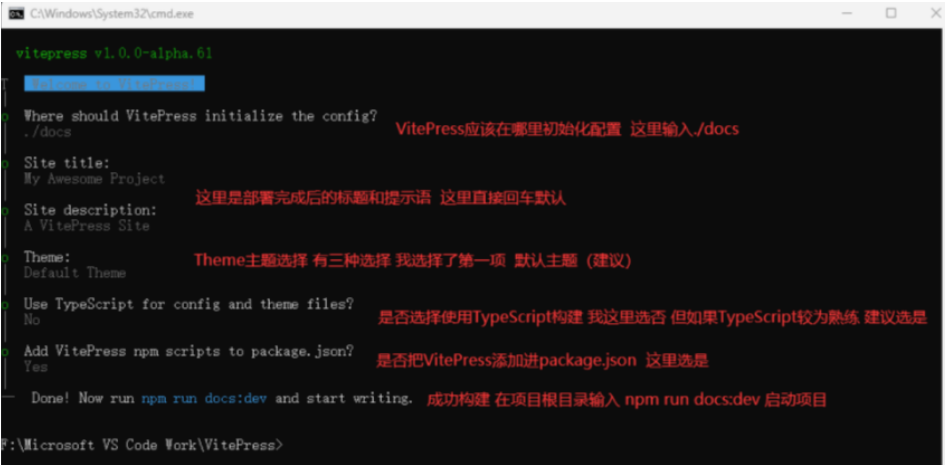 C:\Windows\System32\cmd.exe
vitepress v1.0.0-alpha.61
Welcome to VitePress!
Where should VitePress initialize the config?
./docs
VitePress应该在哪里初始化配置 这里输入./docs
Site title:
My Awesome Project
这里是部署完成后的标题和提示语 这里直接回车默认
Site description:
A VitePress Site
Theme:
Default Theme
Theme主题选择 有三种选择 我选择了第一项 默认主题（建议）
Use TypeScript for config and theme files?
No
是否选择使用TypeScript构建 我这里选否 但如果TypeScript较为熟练 建议选是
Add VitePress npm scripts to package.json?
Yes
是否把VitePress添加进package.json 这里选是
Done! Now run npm run docs:dev and start writing.
成功构建 在项目根目录输入 npm run docs:dev 启动项目
F:\Microsoft VS Code Work\VitePress>